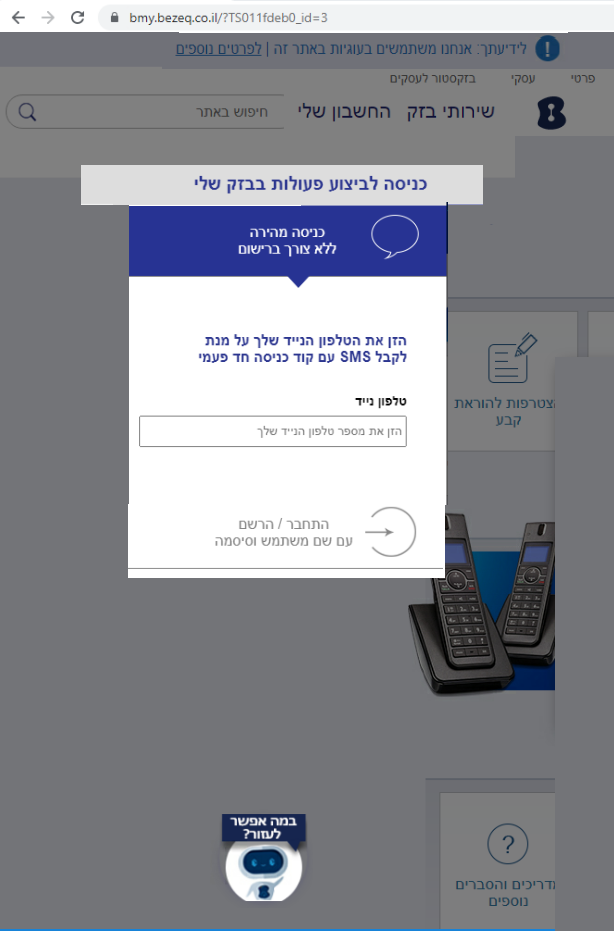 bmy.bezeq.co.il/?TS011fdeb0_id=3
לידיעתך: אנחנו משתמשים בעוגיות באתר זה | לפרטים נוספים
פרטי עסקי בזקסטור לעסקים
שירותי בזק החשבון שלי חיפוש באתר
כניסה לביצוע פעולות בבזק שלי
כניסה מהירה
ללא צורך ברישום
הזן את הטלפון הנייד שלך על מנת
לקבל SMS עם קוד כניסה חד פעמי
טלפון נייד
הזן את מספר טלפון הנייד שלך
התחבר / הרשם
עם שם משתמש וסיסמה
צטרפות להוראת
קבע
במה אפשר
לעזור?
?
מדריכים והסברים
נוספים